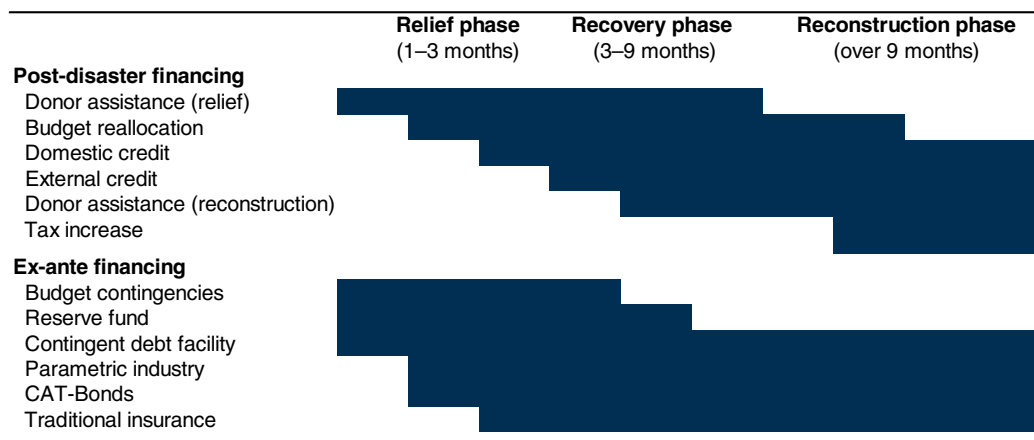 Relief phase Recovery phase Reconstruction phase
(1–3 months) (3–9 months) (over 9 months)
Post-disaster financing
Donor assistance (relief)
Budget reallocation
Domestic credit
External credit
Donor assistance (reconstruction)
Tax increase
Ex-ante financing
Budget contingencies
Reserve fund
Contingent debt facility
Parametric industry
CAT-Bonds
Traditional insurance